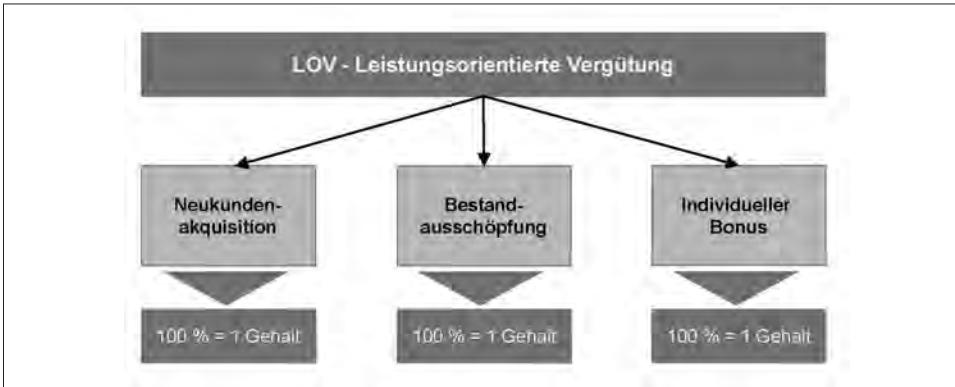 LOV - Leistungsorientierte Vergütung
Neukunden-
akquisition
Bestand-
ausschöpfung
Individueller
Bonus
100 % = 1 Gehalt
100 % = 1 Gehalt
100 % = 1 Gehalt